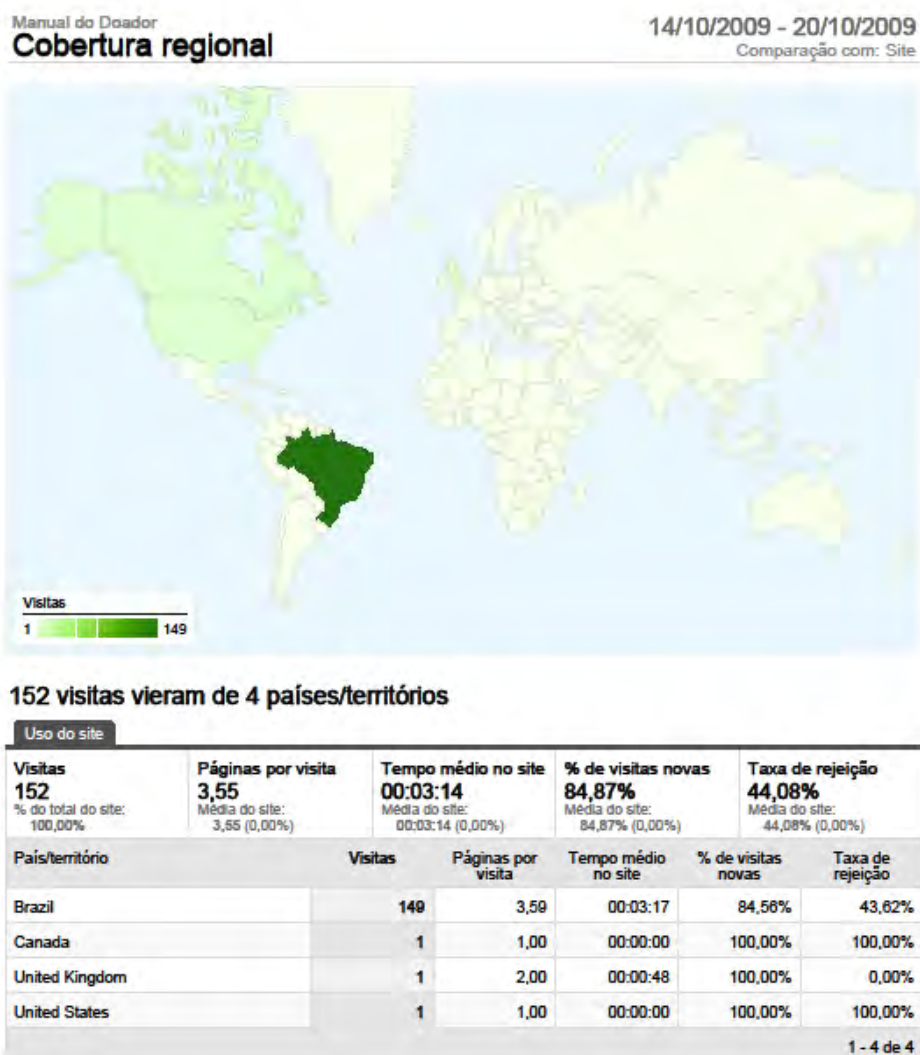 Manual do Doador
Cobertura regional
14/10/2009 - 20/10/2009
Comparação com: Site
Visitas
1 149
152 visitas vieram de 4 países/territórios
Uso do site
Visitas
152
% do total do site:
100,00%
Páginas por visita
3,55
Média do site:
3,55 (0,00%)
Tempo médio no site
00:03:14
Média do site:
00:03:14 (0,00%)
% de visitas novas
84,87%
Média do site:
84,87% (0,00%)
Taxa de rejeição
44,08%
Média do site:
44,08% (0,00%)
País/território Visitas Páginas por visita Tempo médio no site % de visitas novas Taxa de rejeição
Brazil 149 3,59 00:03:17 84,56% 43,62%
Canada 1 1,00 00:00:00 100,00% 100,00%
United Kingdom 1 2,00 00:00:48 100,00% 0,00%
United States 1 1,00 00:00:00 100,00% 100,00%
1 - 4 de 4